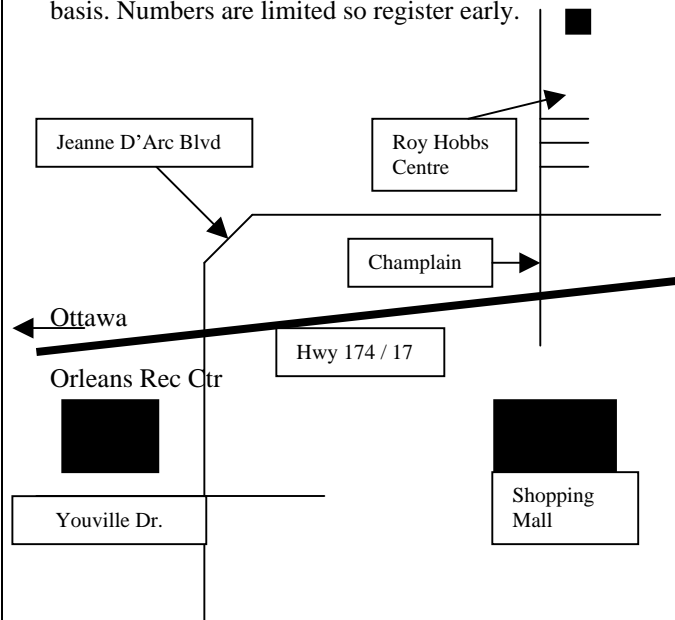 basis. Numbers are limited so register early.
Jeanne D’Arc Blvd
Roy Hobbs
Centre
Champlain
Ottawa
Hwy 174 / 17
Orleans Rec Ctr
Shopping
Mall
Youville Dr.